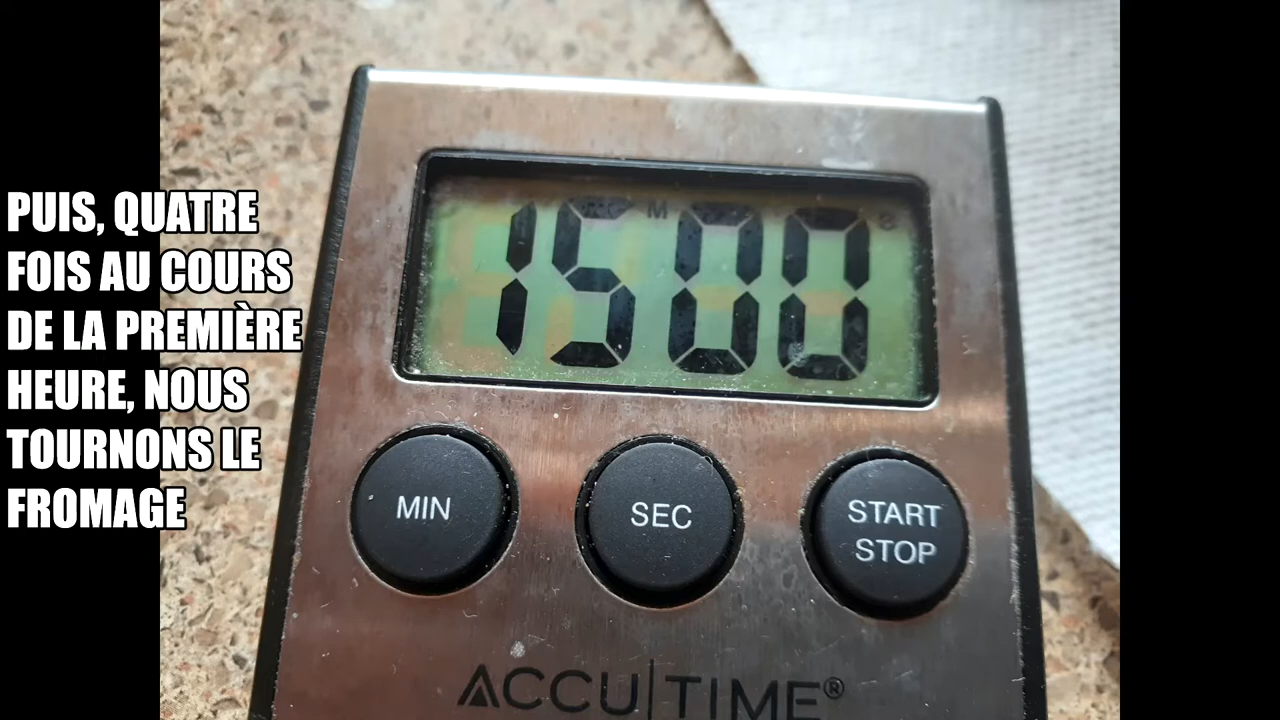 PUIS, QUATRE
FOIS AU COURS
DE LA PREMIÈRE
HEURE, NOUS
TOURNONS LE
FROMAGE
M S
1500
MIN SEC START
STOP
ACCU|TIME®